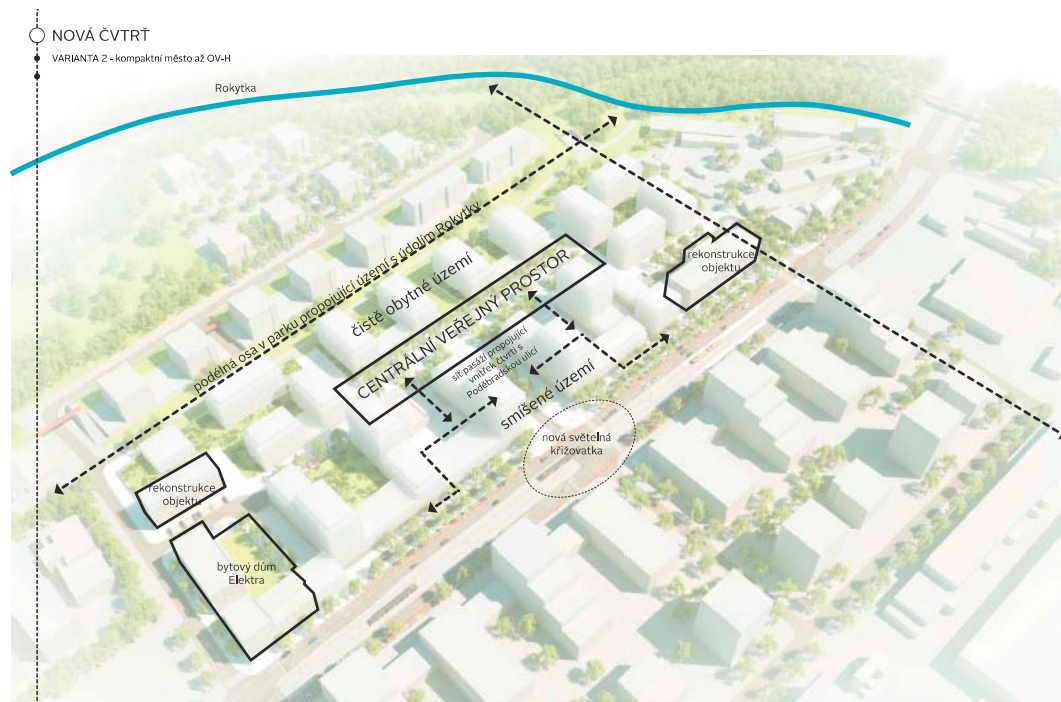 NOVÁ ČVTRŤ
VARIANTA 2 - kompaktní město až OV-H
Rokytka
podélná osa v parku propojující území s údolím Rokytky
čistě obytné území
CENTRÁLNÍ VEŘEJNÝ PROSTOR
rekonstrukce
objektu
síť pasáží propojující
vnitřek čtvrti s
Poděbradskou ulicí
smíšené území
nová světelná
křižovatka
rekonstrukce
objektu
bytový dům
Elektra